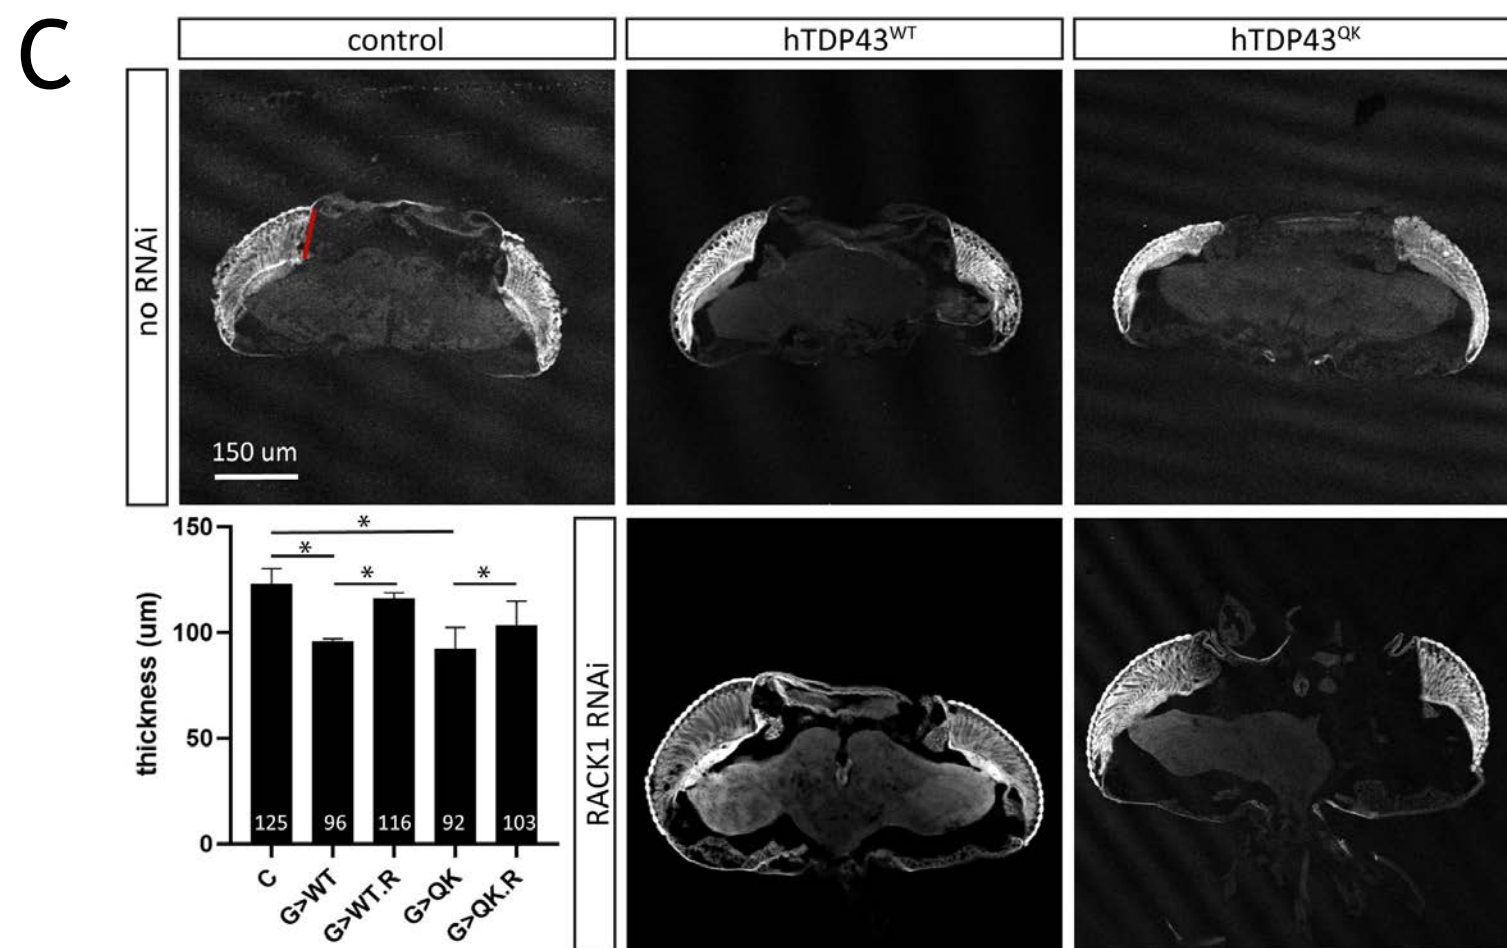 C
control
hTDP43WT
hTDP43QK
no RNAi
150 um
thickness (um)
150
100
50
0
*
*
*
*
125
96
116
92
103
C
G>WT
G>WT.R
G>QK
G>QK.R
RACK1 RNAi